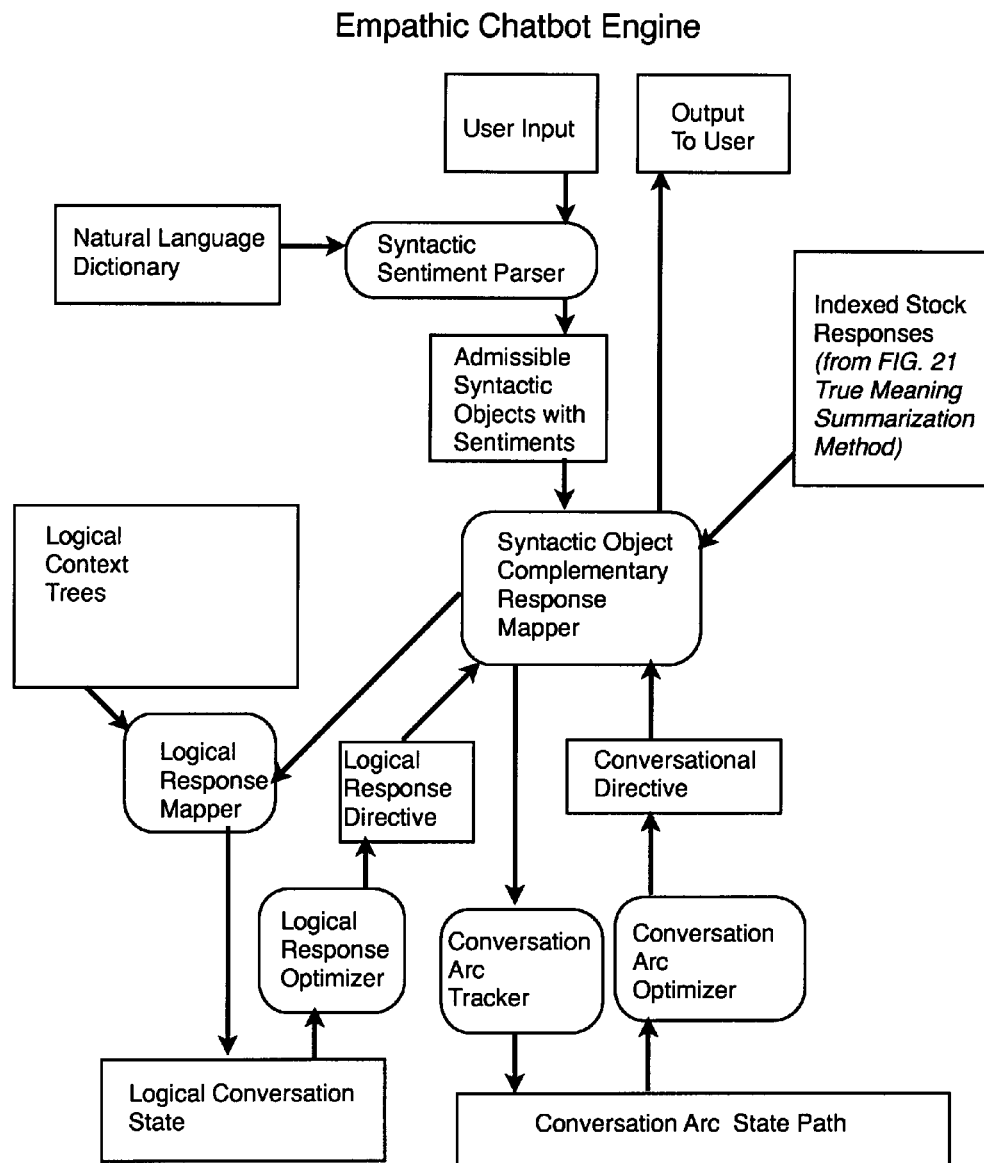 Empathic Chatbot Engine
User Input
Output
To User
Natural Language
Dictionary
Syntactic
Sentiment Parser
Indexed Stock
Responses
(from FIG. 21
True Meaning
Summarization
Method)
Admissible
Syntactic
Objects with
Sentiments
Logical
Context
Trees
Syntactic Object
Complementary
Response
Mapper
Logical
Response
Mapper
Logical
Response
Directive
Conversational
Directive
Logical
Response
Optimizer
Conversation
Arc
Tracker
Conversation
Arc
Optimizer
Logical Conversation
State
Conversation Arc State Path